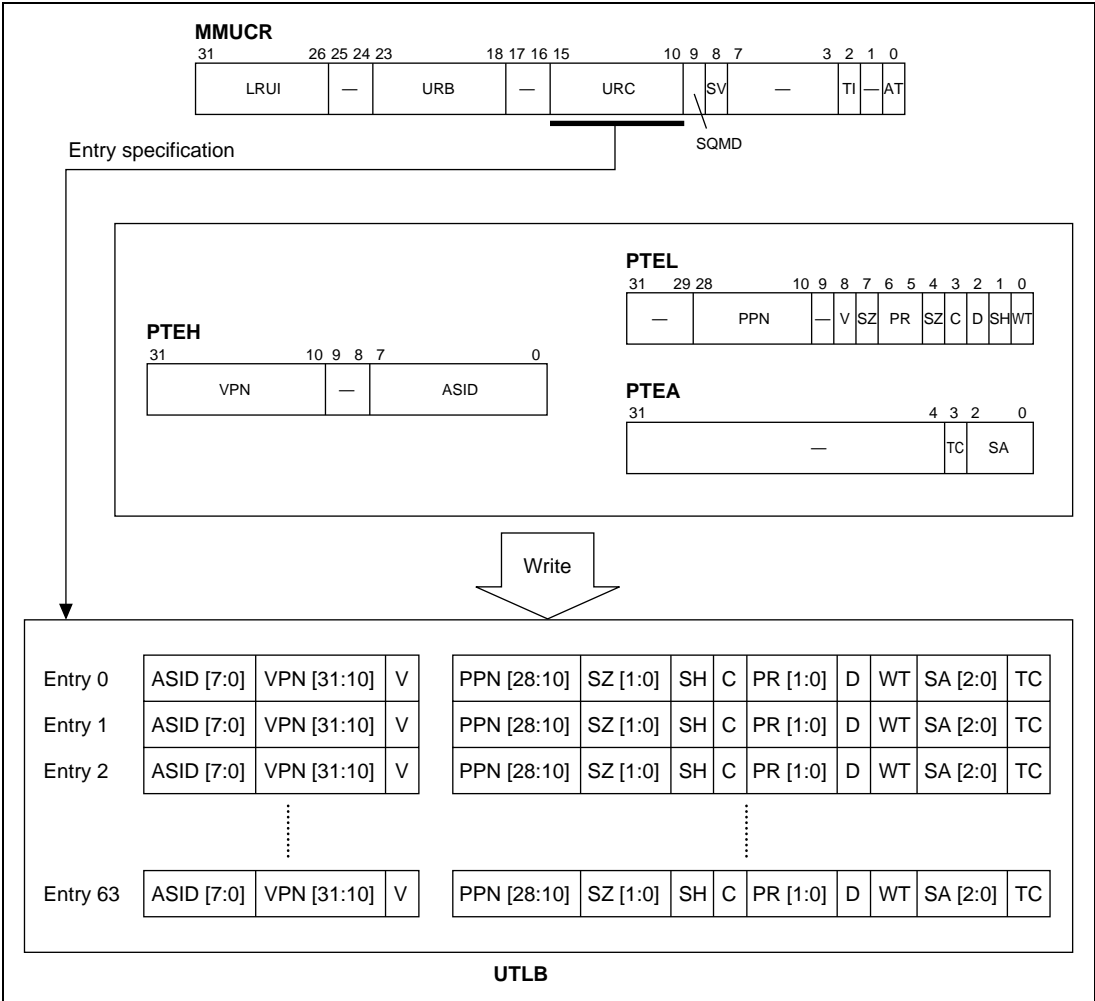 MMUCR
31 26 25 24 23 18 17 16 15 10 9 8 7 3 2 1 0
LRUI — URB — URC SV — TI — AT
SQMD
Entry specification
PTEL
31 29 28 10 9 8 7 6 5 4 3 2 1 0
— PPN — V SZ PR SZ C D SH WT
PTEH
31 10 9 8 7 0
VPN — ASID
PTEA
31 4 3 2 0
— TC SA
Write
Entry 0 ASID [7:0] VPN [31:10] V PPN [28:10] SZ [1:0] SH C PR [1:0] D WT SA [2:0] TC
Entry 1 ASID [7:0] VPN [31:10] V PPN [28:10] SZ [1:0] SH C PR [1:0] D WT SA [2:0] TC
Entry 2 ASID [7:0] VPN [31:10] V PPN [28:10] SZ [1:0] SH C PR [1:0] D WT SA [2:0] TC
Entry 63 ASID [7:0] VPN [31:10] V PPN [28:10] SZ [1:0] SH C PR [1:0] D WT SA [2:0] TC
UTLB